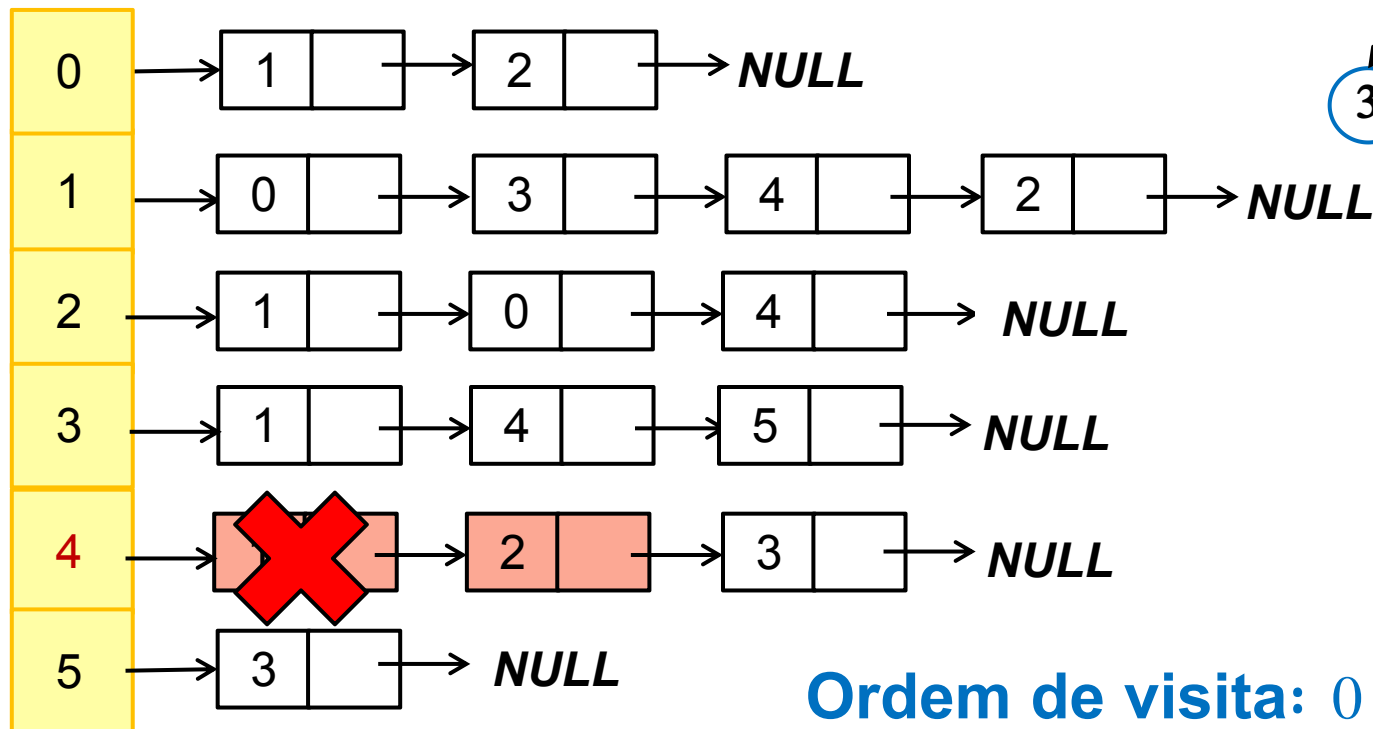 0 1 2 NULL
3
1 0 3 4 2 NULL
2 1 0 4 NULL
3 1 4 5 NULL
4 2 3 NULL
5 3 NULL
Ordem de visita: 0